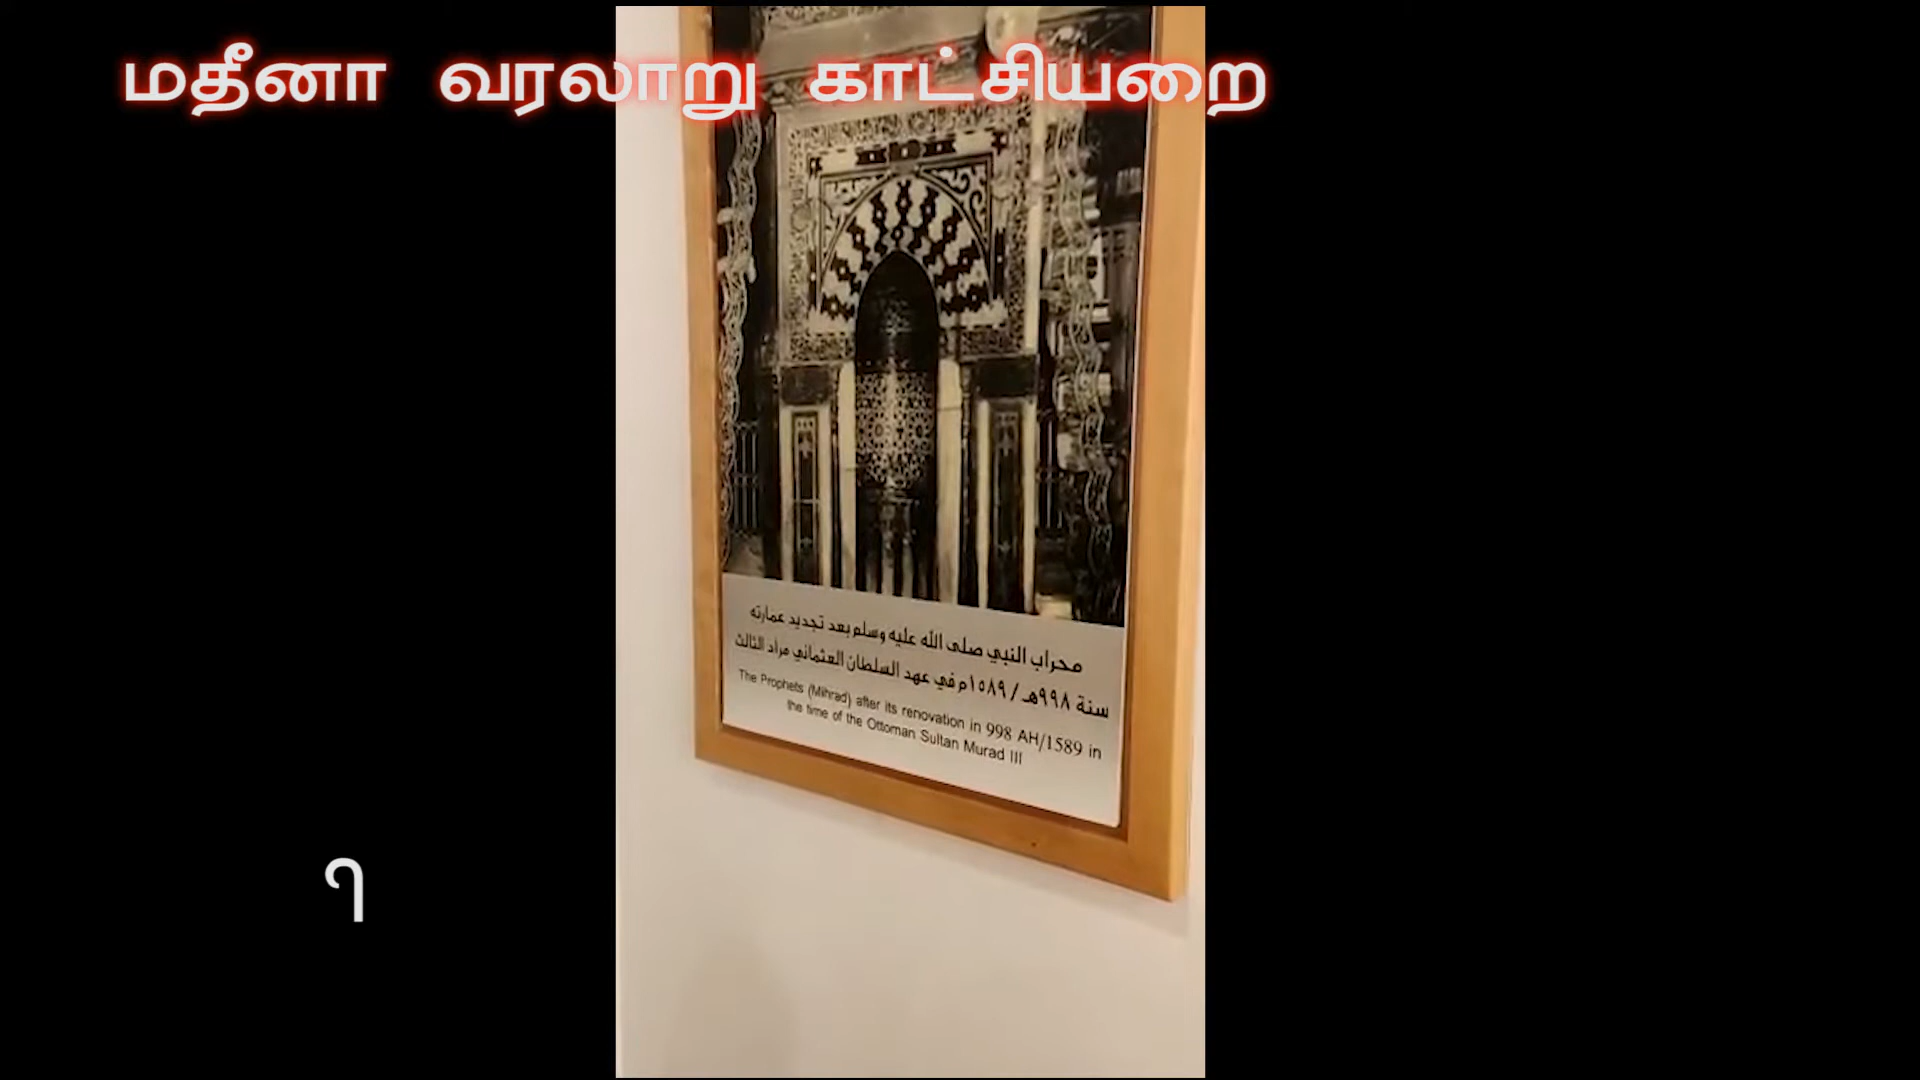 மதீனா வரலாறு காட்சியறை
محراب النبي صلى الله عليه وسلم بعد تجديد عمارته
سنة ٩٩٨هـ / ١٥٨٩م في عهد السلطان العثماني مراد الثالث
The Prophets (Mihrad) after its renovation in 998 AH/1589 in
the time of the Ottoman Sultan Murad III